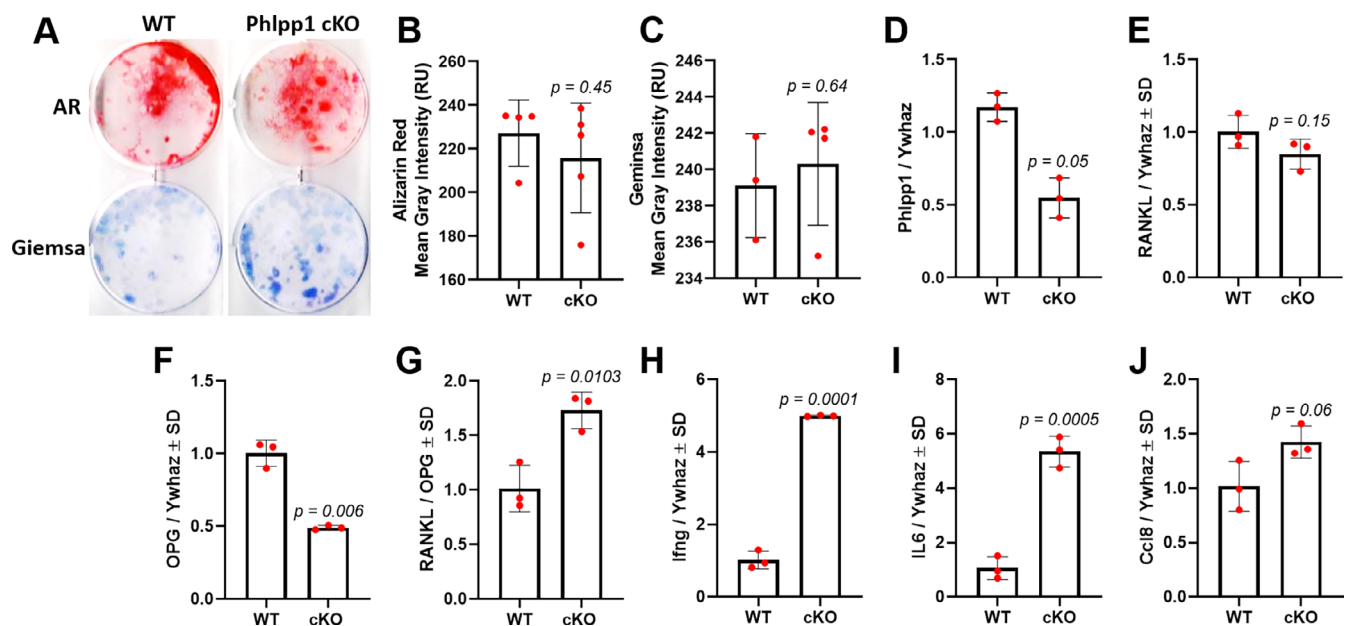 A
WT
Phlpp1 cKO
AR
Giemsa
B
Alizarin Red
Mean Gray Intensity (RU)
260
240
220
200
180
160
p = 0.45
WT
cKO
C
Geminsa
Mean Gray Intensity (RU)
246
244
242
240
238
236
234
p = 0.64
WT
cKO
D
Phlpp1 / Ywhaz
1.5
1.0
0.5
0.0
p = 0.05
WT
cKO
E
RANKL / Ywhaz ± SD
1.5
1.0
0.5
0.0
p = 0.15
WT
cKO
F
OPG / Ywhaz ± SD
1.5
1.0
0.5
0.0
p = 0.006
WT
cKO
G
RANKL / OPG ± SD
2.0
1.5
1.0
0.5
0.0
p = 0.0103
WT
cKO
H
Ifng / Ywhaz ± SD
6
4
2
0
p = 0.0001
WT
cKO
I
IL6 / Ywhaz ± SD
8
6
4
2
0
p = 0.0005
WT
cKO
J
Ccl8 / Ywhaz ± SD
2.0
1.5
1.0
0.5
0.0
p = 0.06
WT
cKO